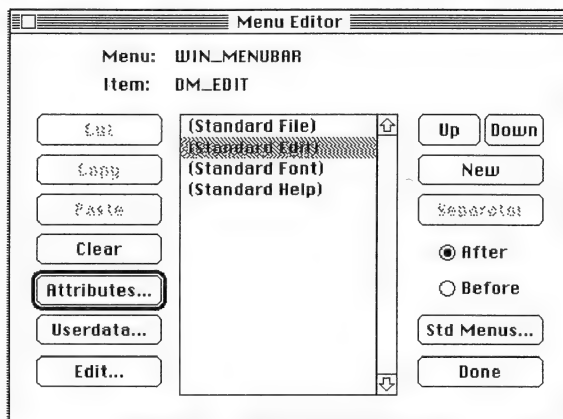 Menu Editor
Menu: WIN_MENUBAR
Item: DM_EDIT
Cut
Copy
Paste
Clear
Attributes...
Userdata...
Edit...
(Standard File)
(Standard Edit)
(Standard Font)
(Standard Help)
Up Down
New
Separator
After
Before
Std Menus...
Done